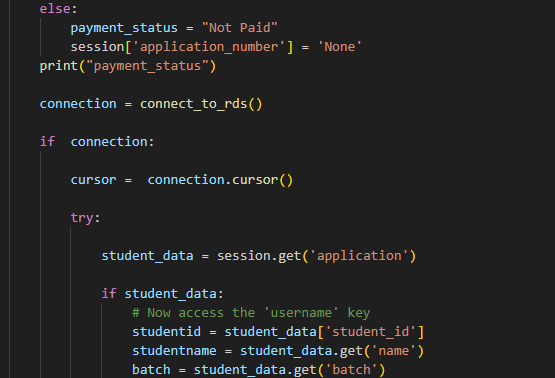 else:
payment_status = "Not Paid"
session['application_number'] = 'None'
print("payment_status")
connection = connect_to_rds()
if  connection:
cursor =  connection.cursor()
try:
student_data = session.get('application')
if student_data:
# Now access the 'username' key
studentid = student_data['student_id']
studentname = student_data.get('name')
batch = student_data.get('batch')